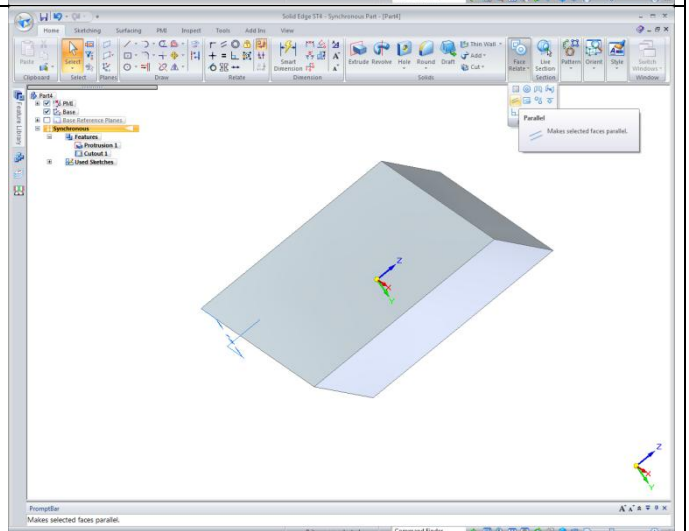 Solid Edge ST4 - Synchronous Part - [Part4]
Home Sketching Surfacing PMI Inspect Tools Add-Ins View
Paste
Select
Smart Dimension
Extrude Revolve Hole Round Draft
Thin Wall
Add
Cut
Face Relate
Live Section
Pattern Orient Style
Switch Windows
Clipboard Select Planes Draw Relate Dimension Solids Section Window
Parallel
Makes selected faces parallel.
Feature Library
Part4
PMI
Base
Base Reference Planes
Synchronous
Features
Protrusion 1
Cutout 1
Used Sketches
Z
X
Y
Z
X
Y
PromptBar
Makes selected faces parallel.
Command Finder